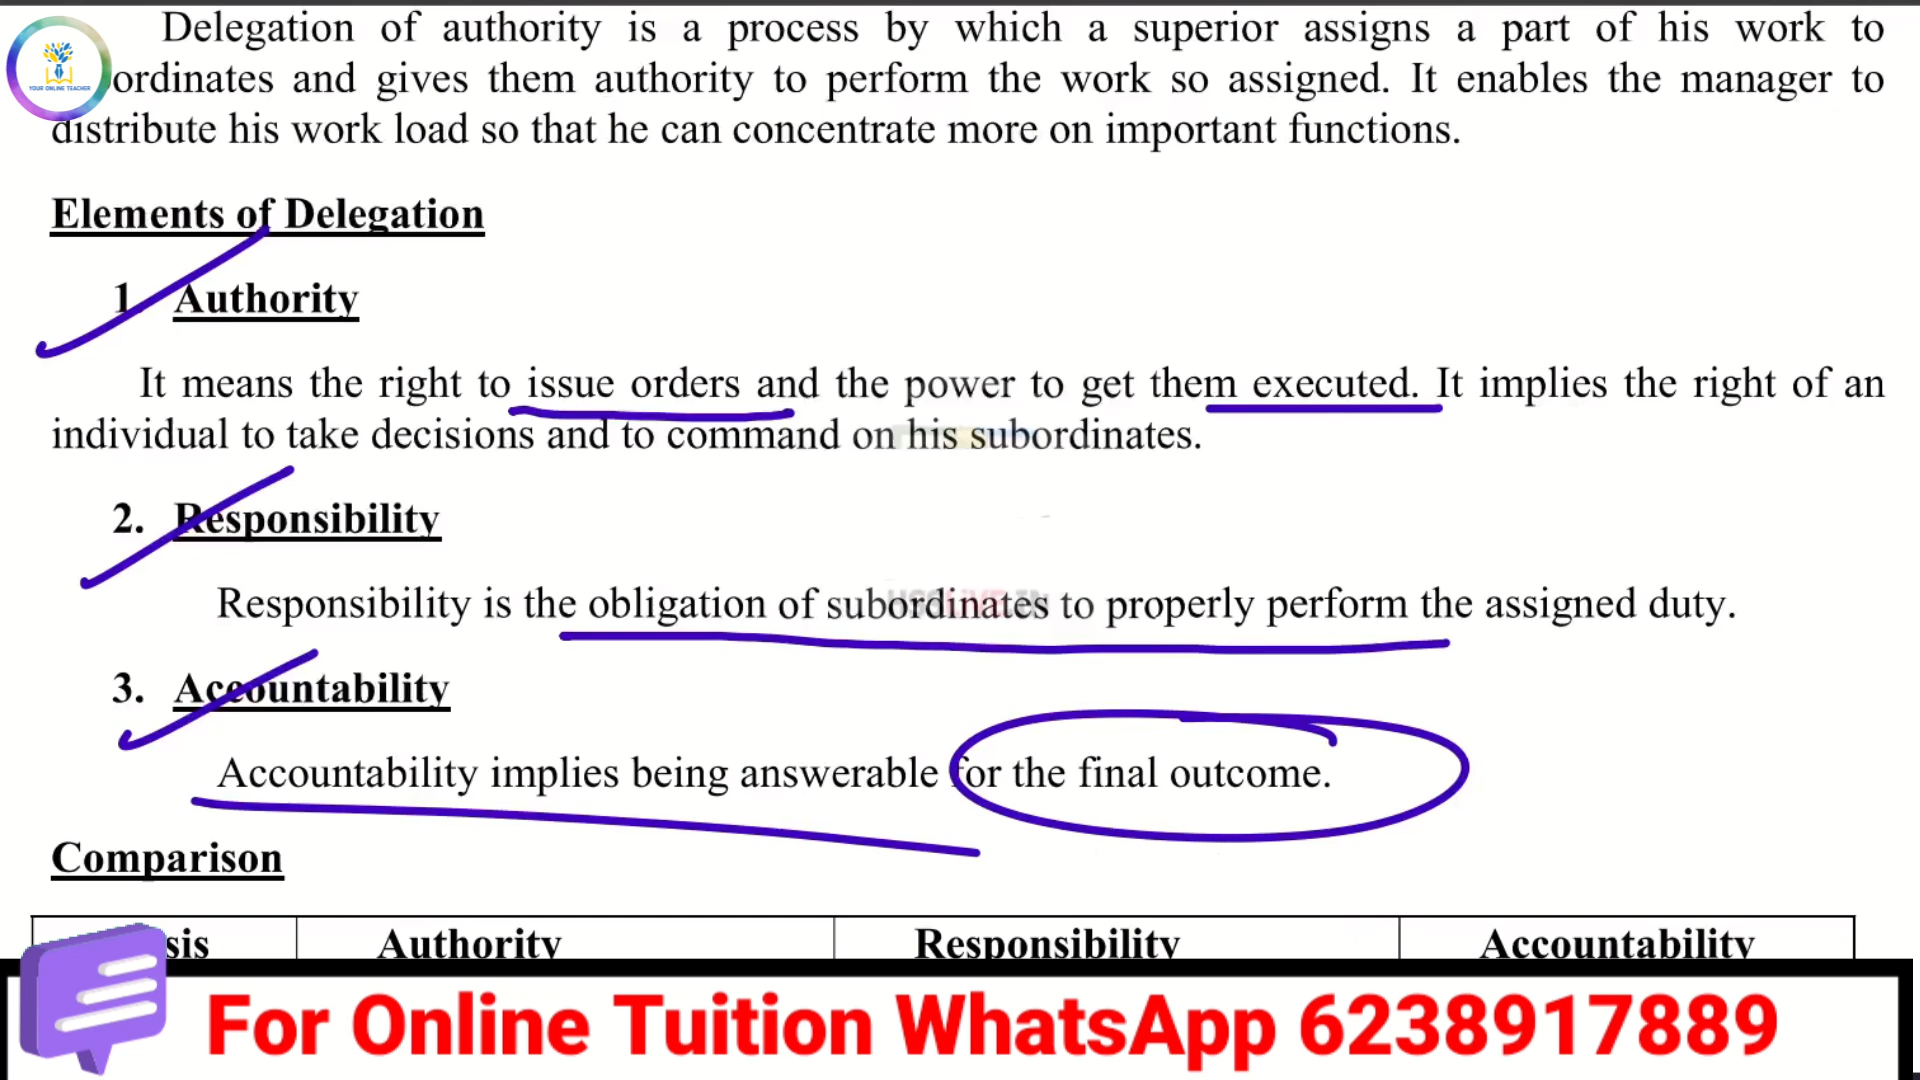 Delegation of authority is a process by which a superior assigns a part of his work to
YOUR ONLINE TEACHER
ordinates and gives them authority to perform the work so assigned. It enables the manager to
distribute his work load so that he can concentrate more on important functions.
Elements of Delegation
1. Authority
It means the right to issue orders and the power to get them executed. It implies the right of an
individual to take decisions and to command on his subordinates.
2. Responsibility
Responsibility is the obligation of subordinates to properly perform the assigned duty.
3. Accountability
Accountability implies being answerable for the final outcome.
Comparison
sis Authority Responsibility Accountability
For Online Tuition WhatsApp 6238917889